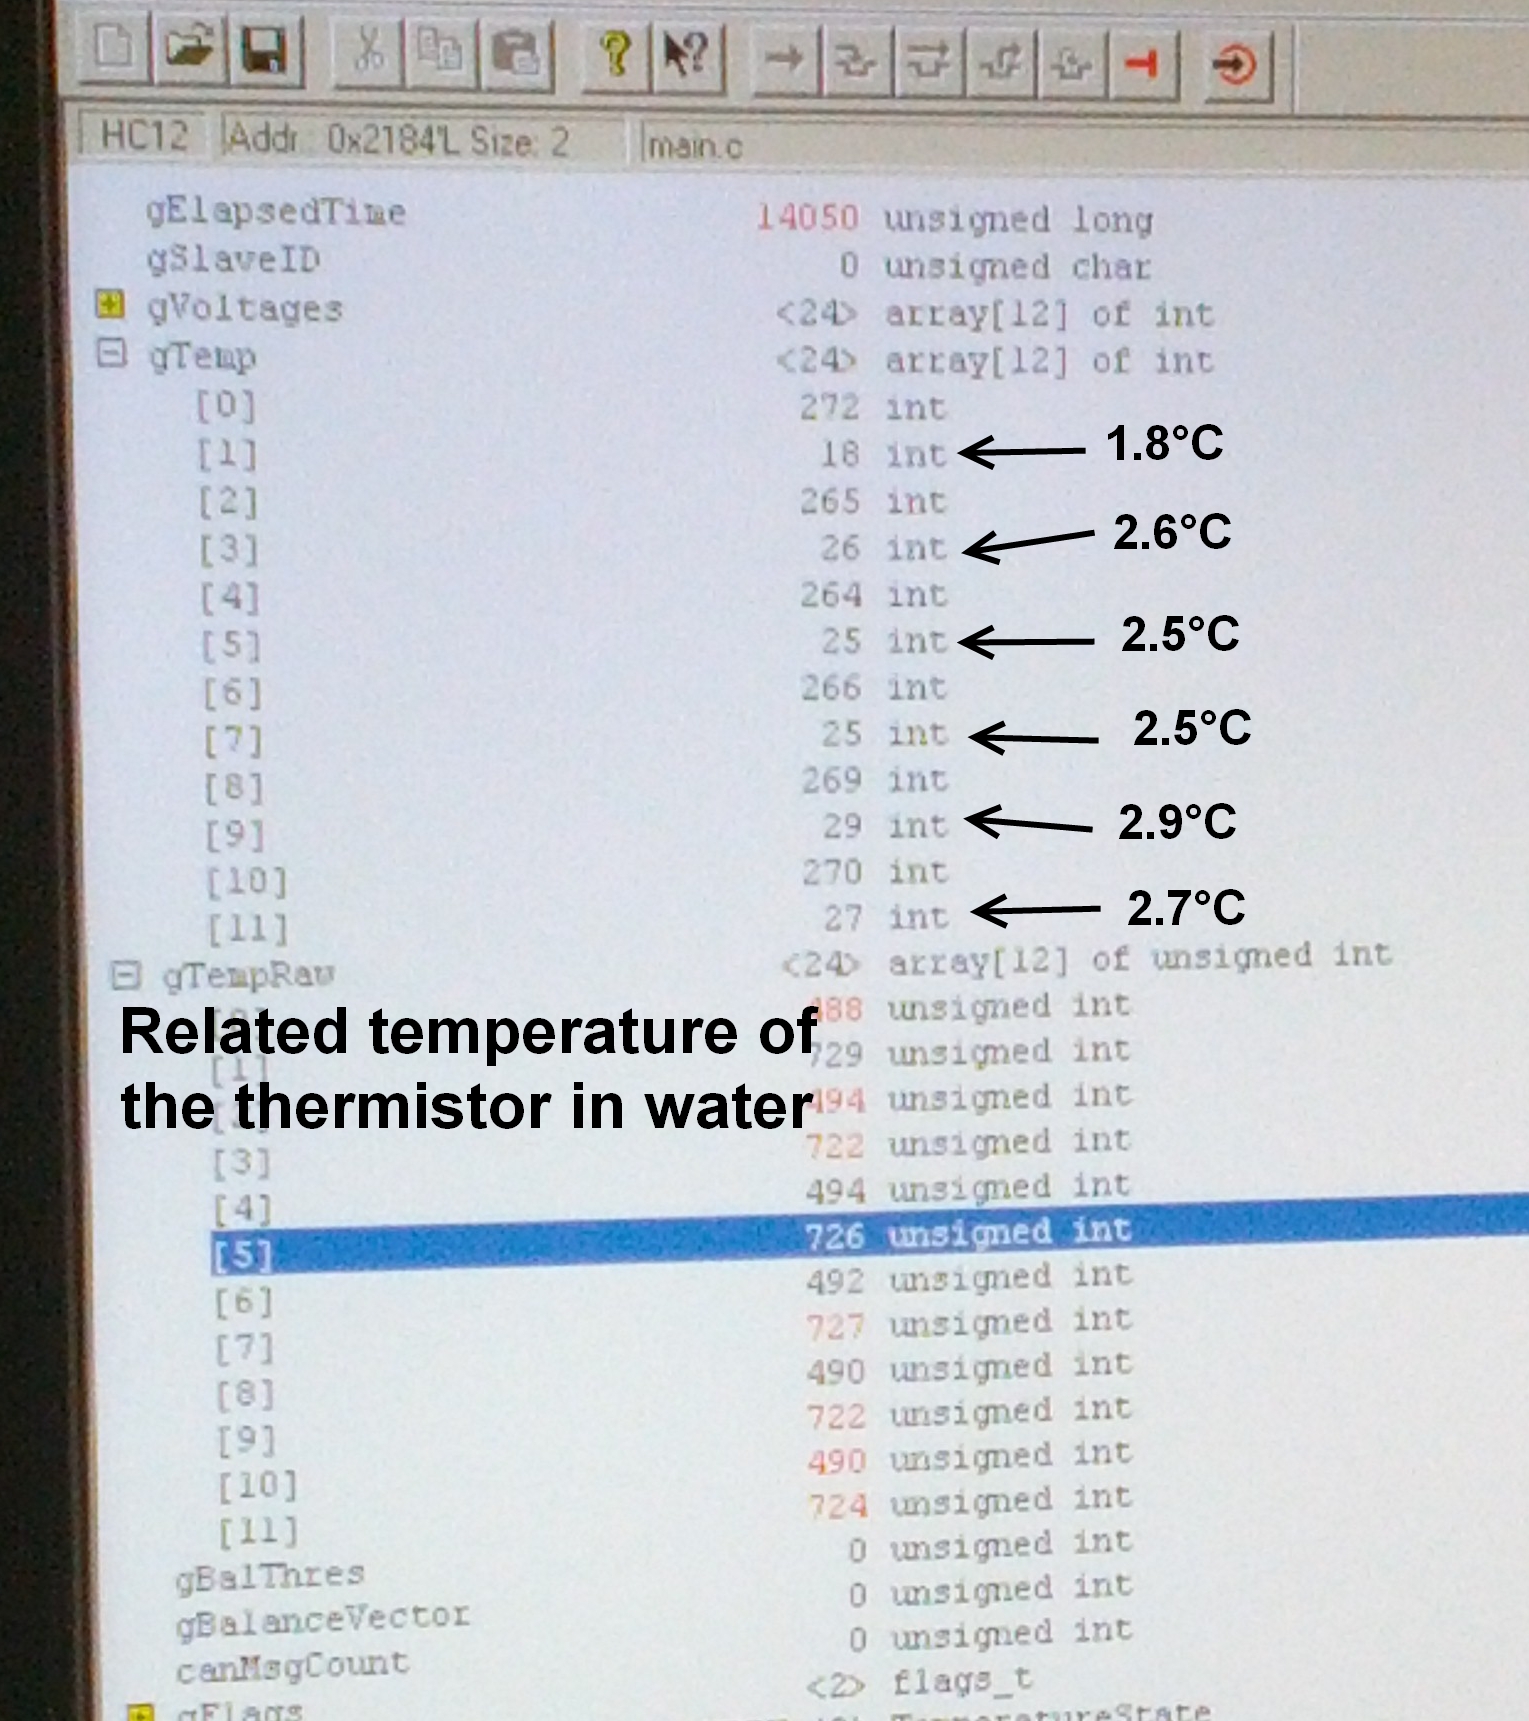 HC12 Addr : 0x2184'L Size: 2 main.c
gElapsedTime 14050 unsigned long
gSlaveID 0 unsigned char
gVoltages <24> array[12] of int
gTemp <24> array[12] of int
[0] 272 int
[1] 18 int 1.8°C
[2] 265 int
[3] 26 int 2.6°C
[4] 264 int
[5] 25 int 2.5°C
[6] 266 int
[7] 25 int 2.5°C
[8] 269 int
[9] 29 int 2.9°C
[10] 270 int
[11] 27 int 2.7°C
gTempRaw <24> array[12] of unsigned int
488 unsigned int
Related temperature of
[1] 729 unsigned int
the thermistor in water
494 unsigned int
[3] 722 unsigned int
[4] 494 unsigned int
[5] 726 unsigned int
[6] 492 unsigned int
[7] 727 unsigned int
[8] 490 unsigned int
[9] 722 unsigned int
[10] 490 unsigned int
[11] 724 unsigned int
gBalThres 0 unsigned int
gBalanceVector 0 unsigned int
canMsgCount 0 unsigned int
gFlags <2> flags_t
TemperatureState